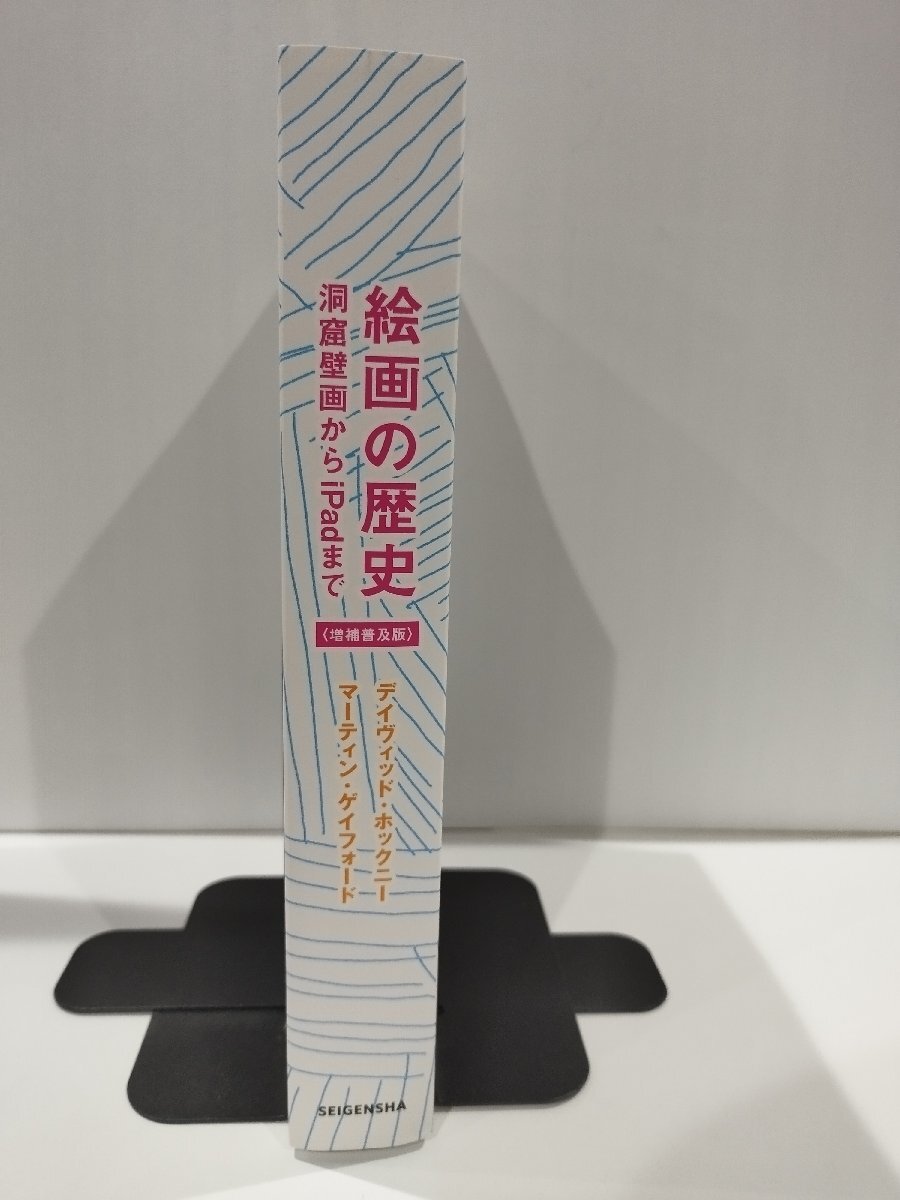 絵画の歴史
洞窟壁画からiPadまで
〈増補普及版〉
デイヴィッド・ホックニー
マーティン・ゲイフォード
SEIGENSHA